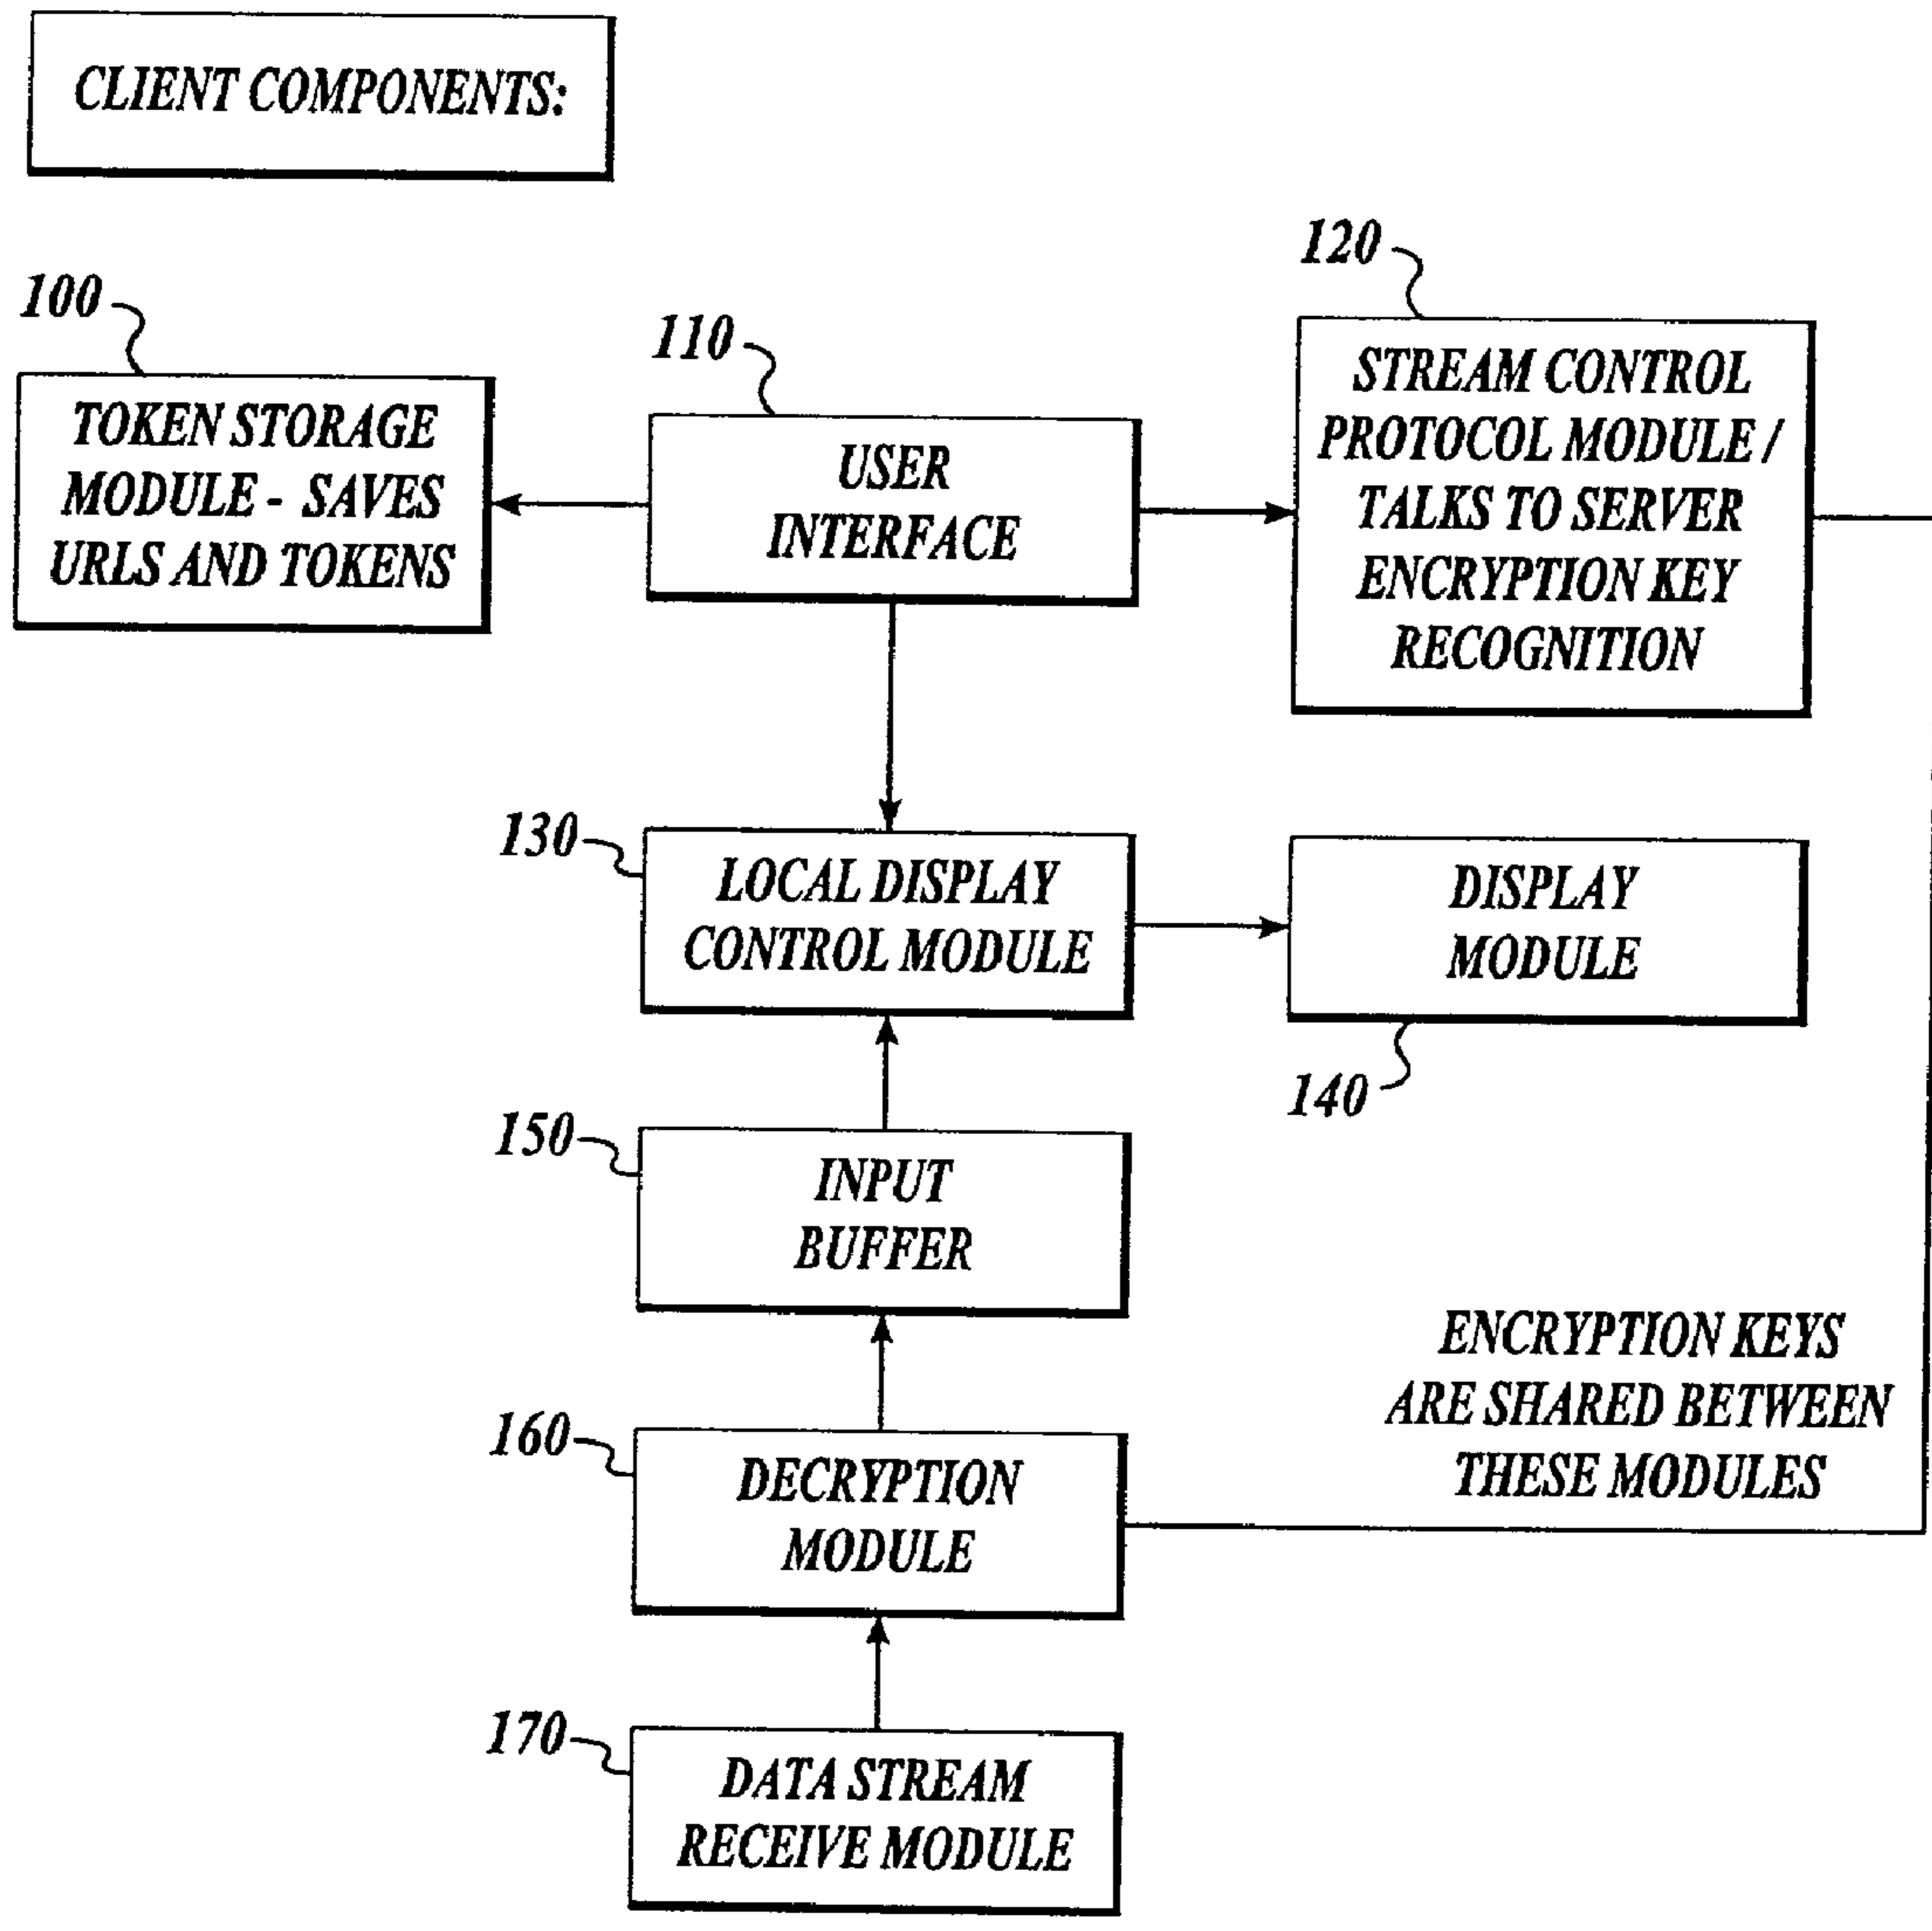 CLIENT COMPONENTS:
100
TOKEN STORAGE
MODULE - SAVES
URLS AND TOKENS
110
USER
INTERFACE
120
STREAM CONTROL
PROTOCOL MODULE /
TALKS TO SERVER
ENCRYPTION KEY
RECOGNITION
130
LOCAL DISPLAY
CONTROL MODULE
DISPLAY
MODULE
140
150
INPUT
BUFFER
ENCRYPTION KEYS
ARE SHARED BETWEEN
THESE MODULES
160
DECRYPTION
MODULE
170
DATA STREAM
RECEIVE MODULE